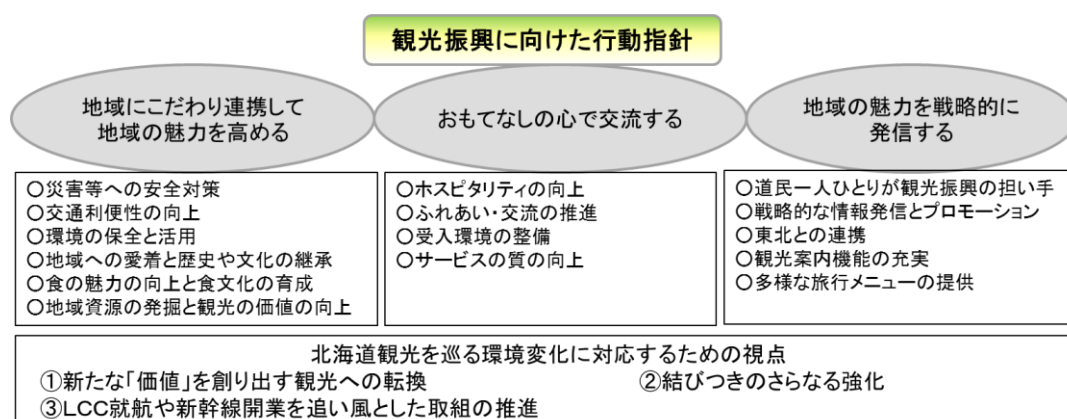 観光振興に向けた行動指針
地域にこだわり連携して
地域の魅力を高める
おもてなしの心で交流する
地域の魅力を戦略的に
発信する
○災害等への安全対策
○交通利便性の向上
○環境の保全と活用
○地域への愛着と歴史や文化の継承
○食の魅力の向上と食文化の育成
○地域資源の発掘と観光の価値の向上
○ホスピタリティの向上
○ふれあい・交流の推進
○受入環境の整備
○サービスの質の向上
○道民一人ひとりが観光振興の担い手
○戦略的な情報発信とプロモーション
○東北との連携
○観光案内機能の充実
○多様な旅行メニューの提供
北海道観光を巡る環境変化に対応するための視点
①新たな「価値」を創り出す観光への転換
②結びつきのさらなる強化
③LCC就航や新幹線開業を追い風とした取組の推進